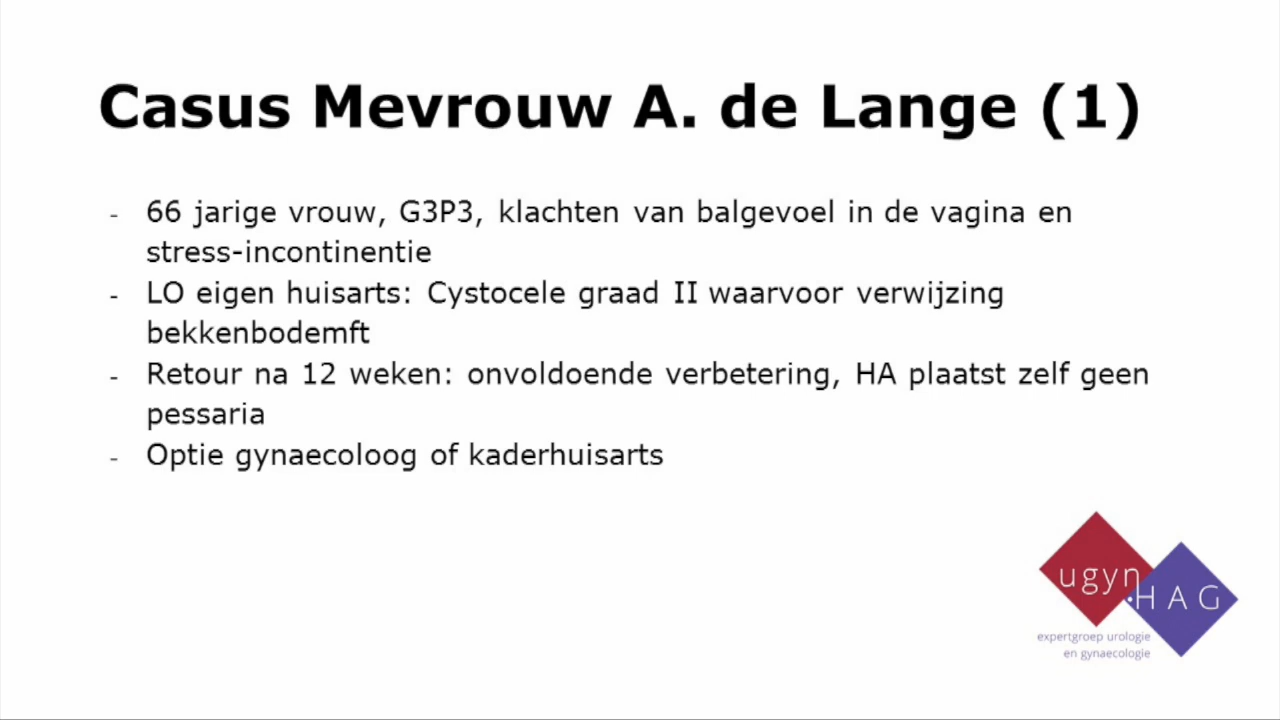 Casus Mevrouw A. de Lange (1)
- 66 jarige vrouw, G3P3, klachten van balgevoel in de vagina en
stress-incontinentie
- LO eigen huisarts: Cystocele graad II waarvoor verwijzing
bekkenbodemft
- Retour na 12 weken: onvoldoende verbetering, HA plaatst zelf geen
pessaria
- Optie gynaecoloog of kaderhuisarts
ugyn
HAG
expertgroep urologie
en gynaecologie